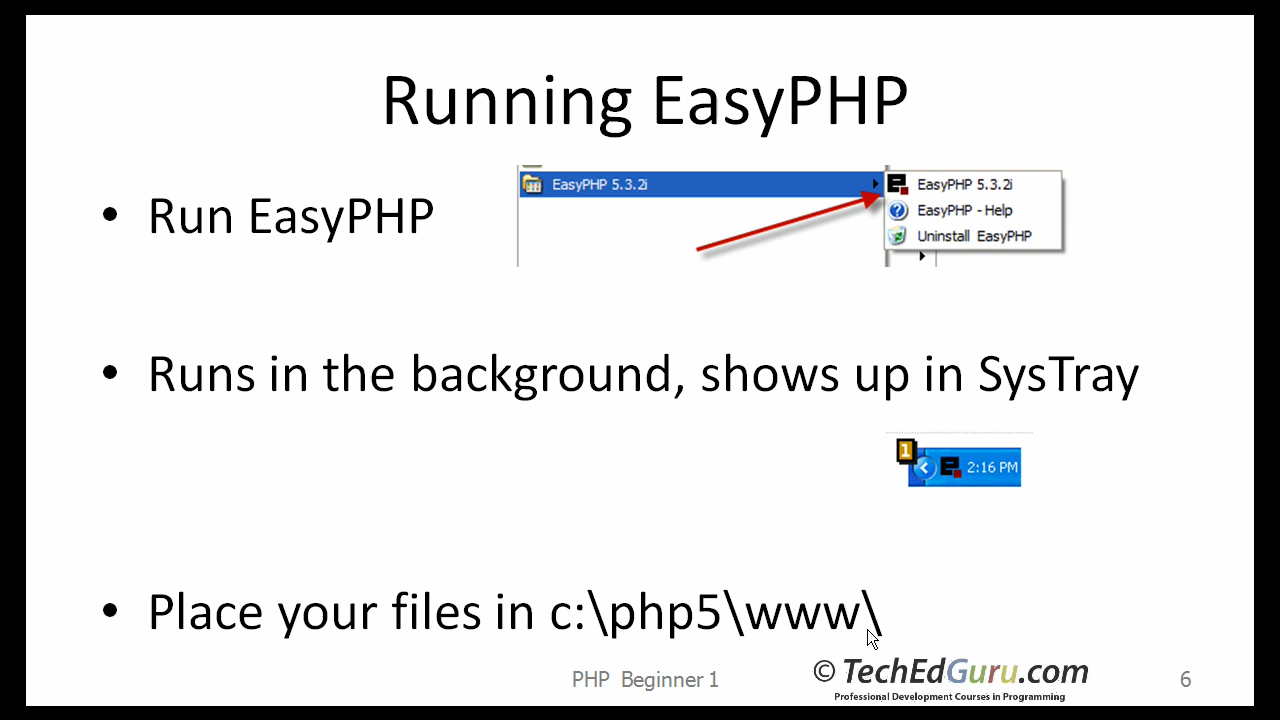 Running EasyPHP
• Run EasyPHP
EasyPHP 5.3.2i
EasyPHP 5.3.2i
EasyPHP - Help
Uninstall EasyPHP
• Runs in the background, shows up in SysTray
1
2:16 PM
• Place your files in c:\php5\www\
PHP Beginner 1
© TechEdGuru.com
Professional Development Courses in Programming
6